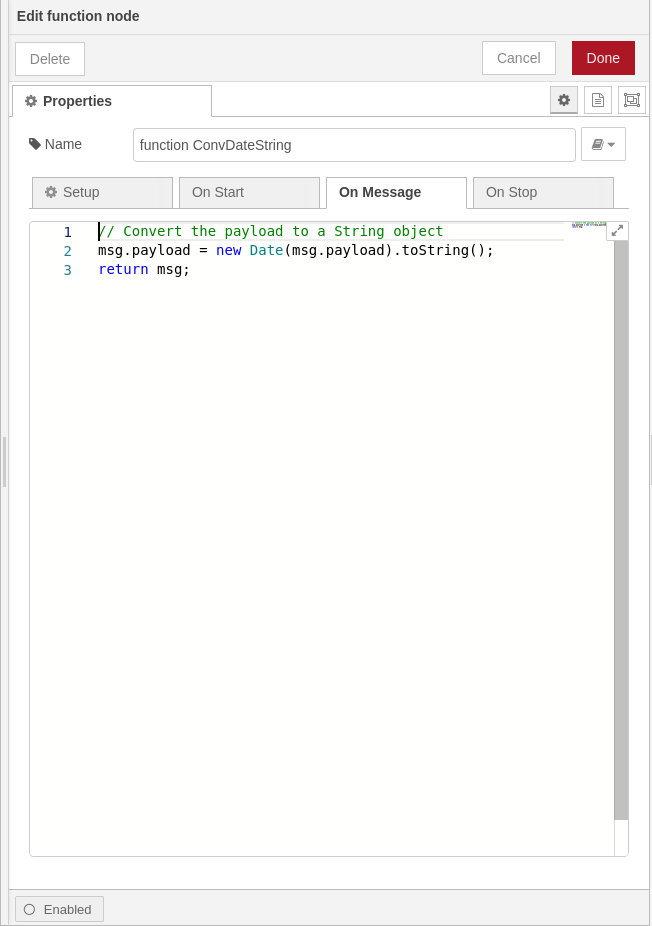 Edit function node
Delete
Cancel
Done
Properties
Name
function ConvDateString
Setup
On Start
On Message
On Stop
1 // Convert the payload to a String object
2 msg.payload = new Date(msg.payload).toString();
3 return msg;
Enabled